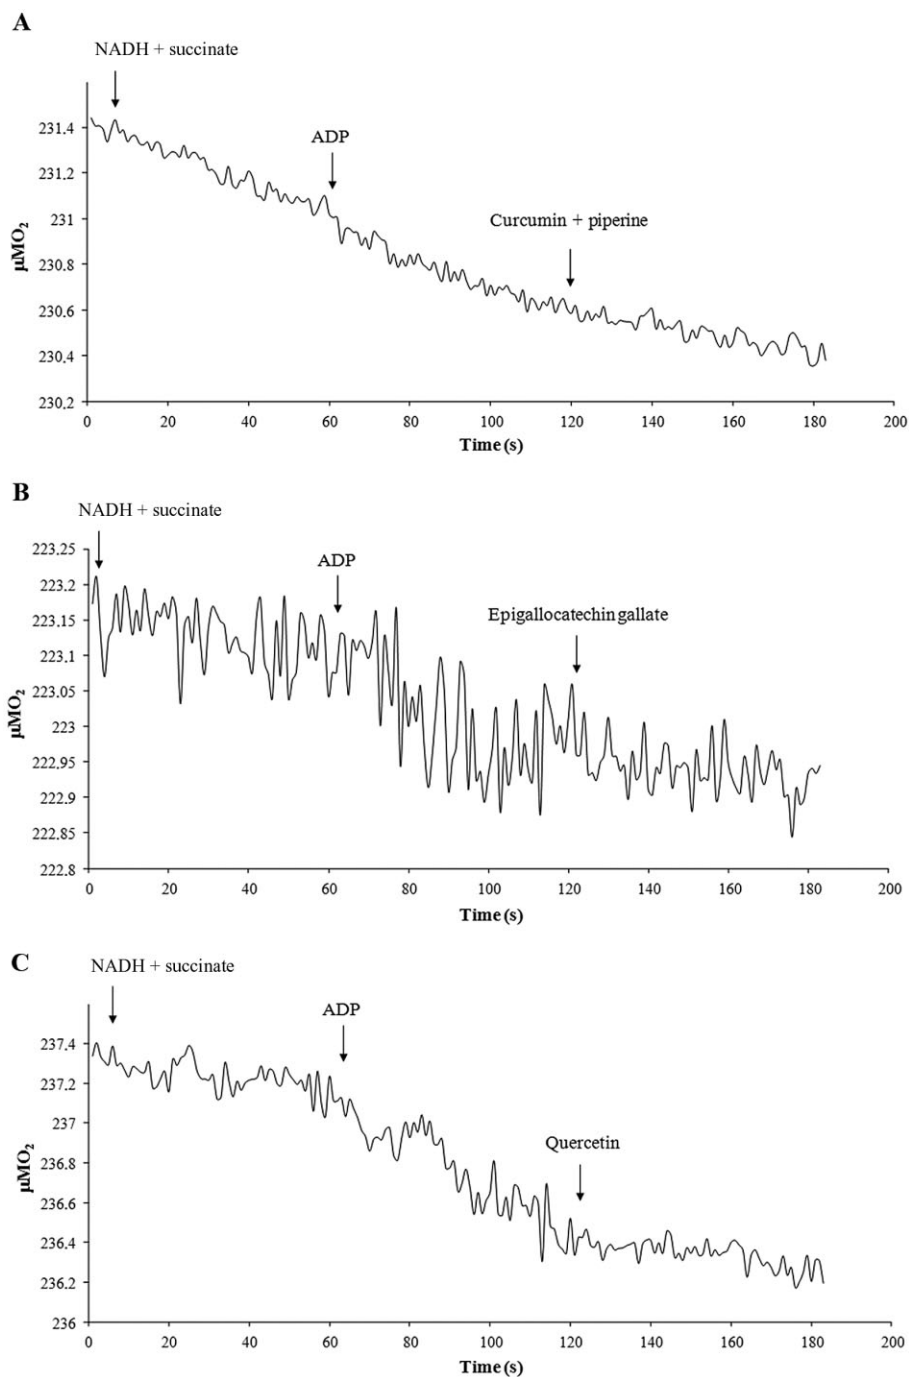 A
NADH + succinate
ADP
Curcumin + piperine
µMO2
231,4
231,2
231
230,8
230,6
230,4
230,2
0 20 40 60 80 100 120 140 160 180 200
Time (s)
B
NADH + succinate
ADP
Epigallocatechin gallate
µMO2
223,25
223,2
223,15
223,1
223,05
223
222,95
222,9
222,85
222,8
0 20 40 60 80 100 120 140 160 180 200
Time (s)
C
NADH + succinate
ADP
Quercetin
µMO2
237,4
237,2
237
236,8
236,6
236,4
236,2
236
0 20 40 60 80 100 120 140 160 180 200
Time (s)